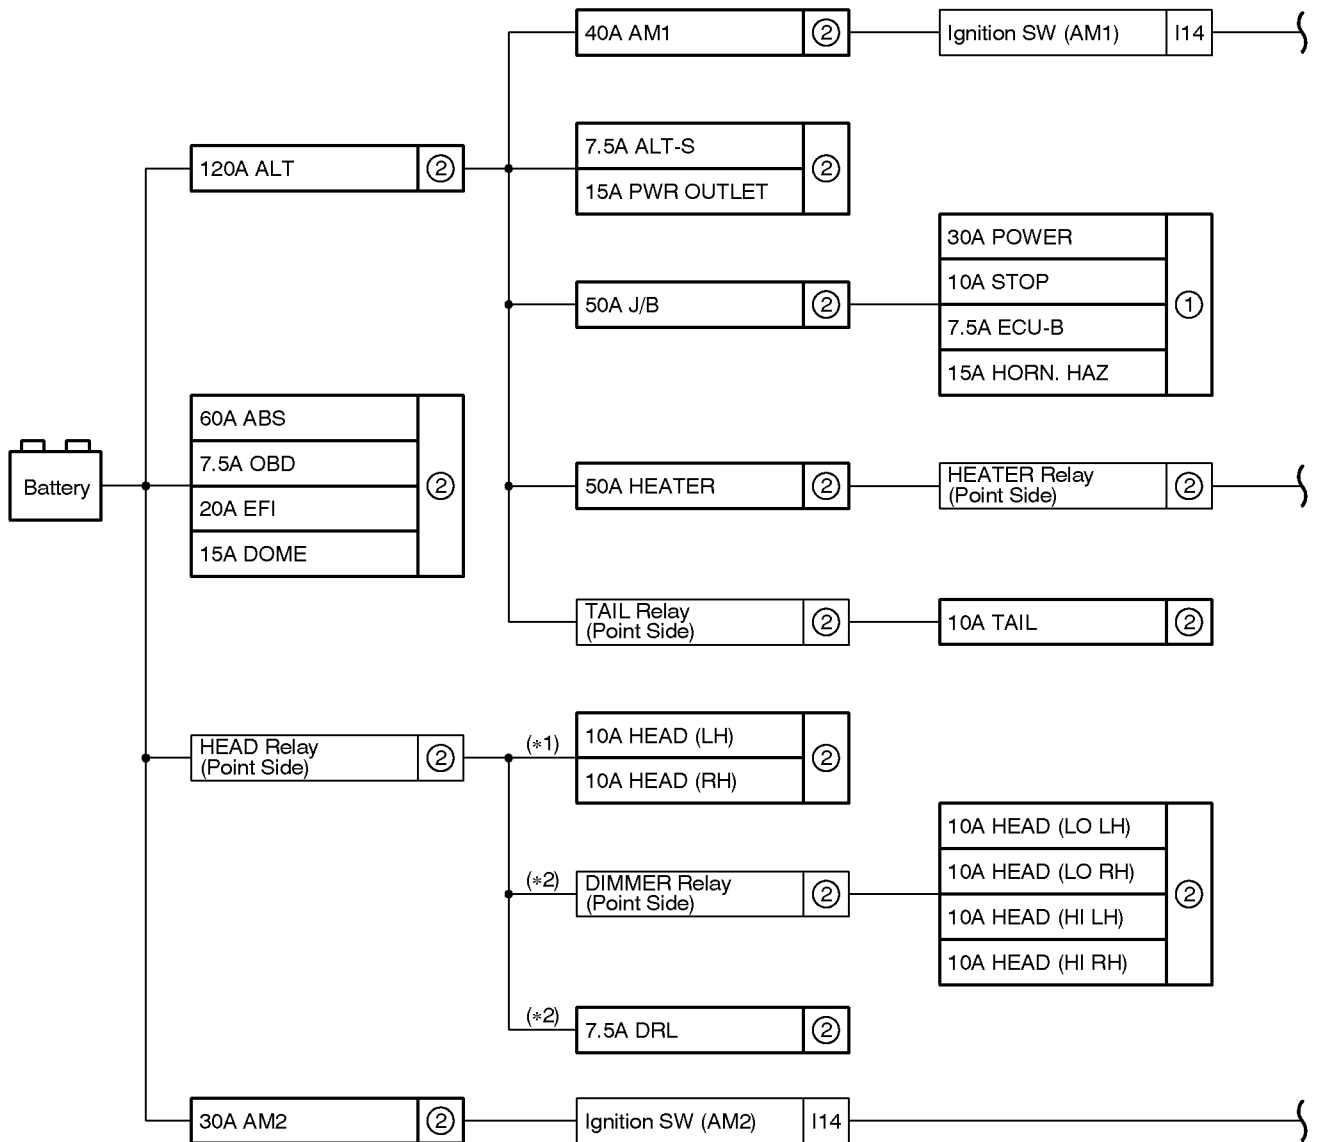 40A AM1 ② Ignition SW (AM1) I14
7.5A ALT-S
②
15A PWR OUTLET
120A ALT ②
30A POWER
10A STOP
7.5A ECU-B
15A HORN. HAZ
①
50A J/B ②
60A ABS
7.5A OBD
20A EFI
15A DOME
②
Battery
50A HEATER ② HEATER Relay
(Point Side) ②
TAIL Relay
(Point Side) ② 10A TAIL ②
HEAD Relay
(Point Side) ②
(*1) 10A HEAD (LH)
10A HEAD (RH)
②
(*2) DIMMER Relay
(Point Side) ②
10A HEAD (LO LH)
10A HEAD (LO RH)
10A HEAD (HI LH)
10A HEAD (HI RH)
②
(*2) 7.5A DRL ②
30A AM2 ② Ignition SW (AM2) I14